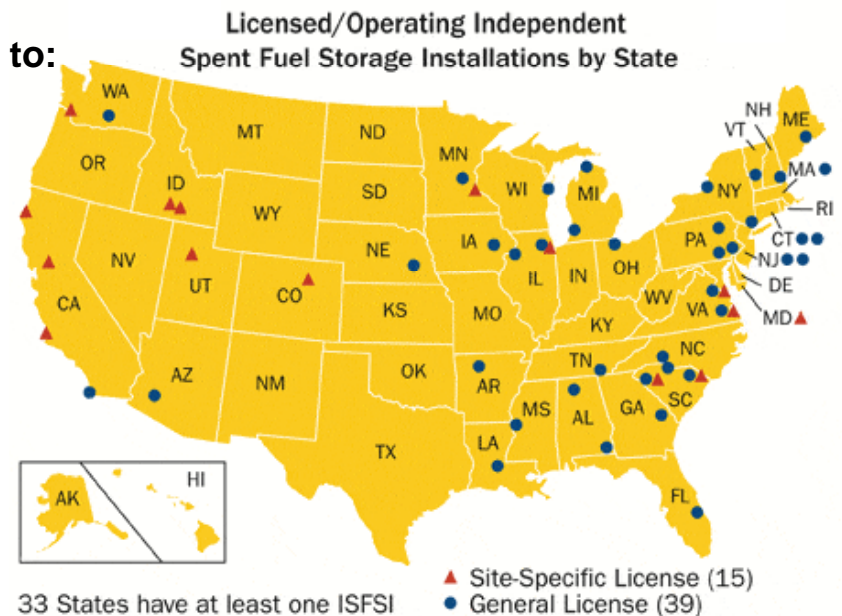 Licensed/Operating Independent
to:
Spent Fuel Storage Installations by State
WA
MT
ND
MN
VT
NH
ME
OR
ID
SD
WI
MI
NY
MA
WY
RI
NV
NE
IA
PA
CT
UT
CO
IL
IN
OH
NJ
DE
CA
KS
MO
WV
VA
MD
KY
AZ
NM
OK
AR
TN
NC
MS
AL
GA
SC
TX
LA
AK
HI
FL
Site-Specific License (15)
33 States have at least one ISFSI
General License (39)